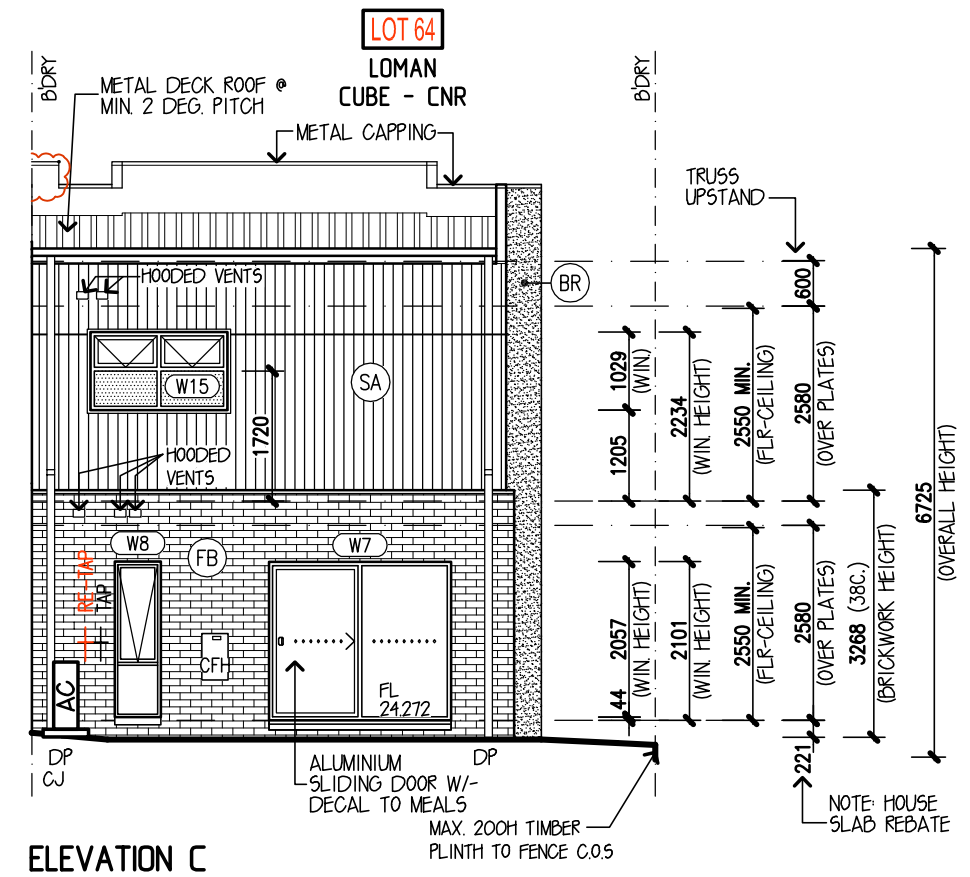 LOT 64
LOMAN
CUBE - CNR
B'DRY
B'DRY
METAL DECK ROOF @
MIN. 2 DEG. PITCH
METAL CAPPING
TRUSS
UPSTAND
HOODED VENTS
BR
600
W15
SA
1720
1029
(WIN)
1205
2234
(WIN. HEIGHT)
2550 MIN.
(FLR-CEILING)
2580
(OVER PLATES)
6725
(OVERALL HEIGHT)
HOODED
VENTS
W8
FB
W7
RE-TAP
TAP
CFH
AC
FL
24.272
2057
(WIN. HEIGHT)
44
2101
(WIN. HEIGHT)
2550 MIN.
(FLR-CEILING)
2580
(OVER PLATES)
3268 (38C.)
(BRICKWORK HEIGHT)
221
DP
CJ
DP
ALUMINIUM
SLIDING DOOR W/-
DECAL TO MEALS
MAX. 200H TIMBER
PLINTH TO FENCE C.O.S
NOTE: HOUSE
SLAB REBATE
ELEVATION C